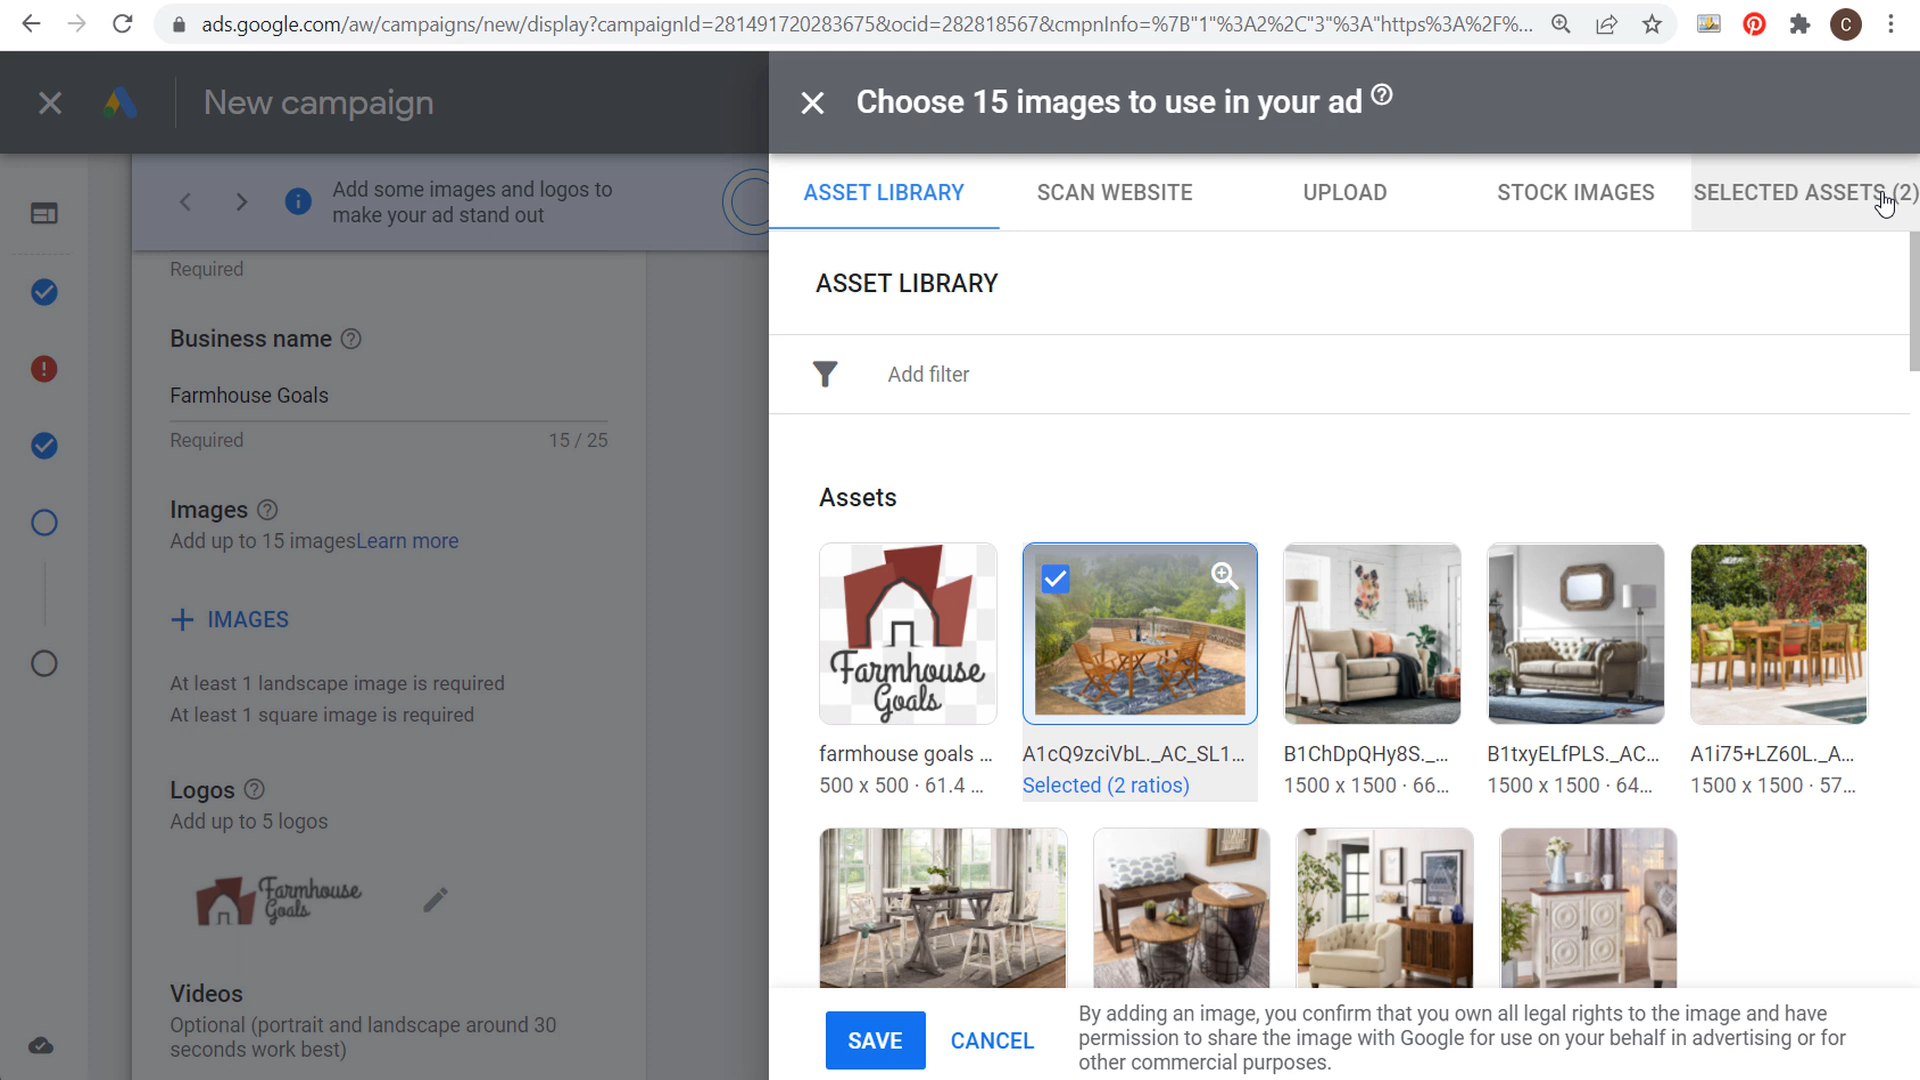 ads.google.com/aw/campaigns/new/display?campaignId=281491720283675&ocid=282818567&cmpnInfo=%7B"1"%3A2%2C"3"%3A"https%3A%2F%...
C
New campaign
Choose 15 images to use in your ad
Add some images and logos to
make your ad stand out
Required
Business name
Farmhouse Goals
Required
15 / 25
Images
Add up to 15 imagesLearn more
+ IMAGES
At least 1 landscape image is required
At least 1 square image is required
Logos
Add up to 5 logos
Farmhouse
Goals
Videos
Optional (portrait and landscape around 30
seconds work best)
ASSET LIBRARY
SCAN WEBSITE
UPLOAD
STOCK IMAGES
SELECTED ASSETS (2)
ASSET LIBRARY
Add filter
Assets
Farmhouse
Goals
farmhouse goals ...
500 x 500 · 61.4 ...
A1cQ9zciVbL._AC_SL1...
Selected (2 ratios)
B1ChDpQHy8S._...
1500 x 1500 · 66...
B1txyELfPLS._AC...
1500 x 1500 · 64...
A1i75+LZ60L._A...
1500 x 1500 · 57...
SAVE
CANCEL
By adding an image, you confirm that you own all legal rights to the image and have
permission to share the image with Google for use on your behalf in advertising or for
other commercial purposes.